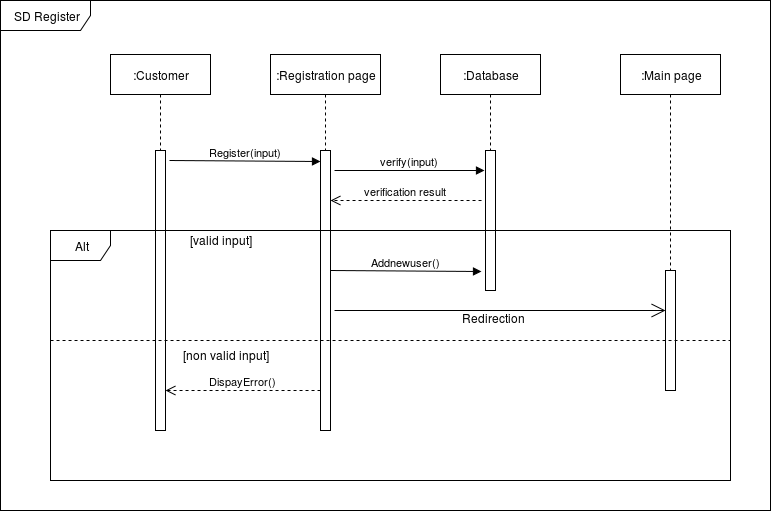 SD Register
:Customer
:Registration page
:Database
:Main page
Register(input)
verify(input)
verification result
Alt
[valid input]
Addnewuser()
Redirection
[non valid input]
DispayError()